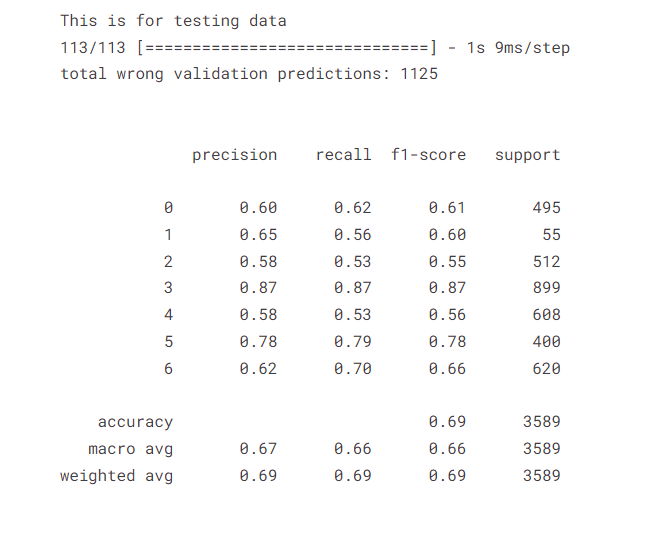 This is for testing data
113/113 [==============================] - 1s 9ms/step
total wrong validation predictions: 1125
precision recall f1-score support
0 0.60 0.62 0.61 495
1 0.65 0.56 0.60 55
2 0.58 0.53 0.55 512
3 0.87 0.87 0.87 899
4 0.58 0.53 0.56 608
5 0.78 0.79 0.78 400
6 0.62 0.70 0.66 620
accuracy 0.69 3589
macro avg 0.67 0.66 0.66 3589
weighted avg 0.69 0.69 0.69 3589